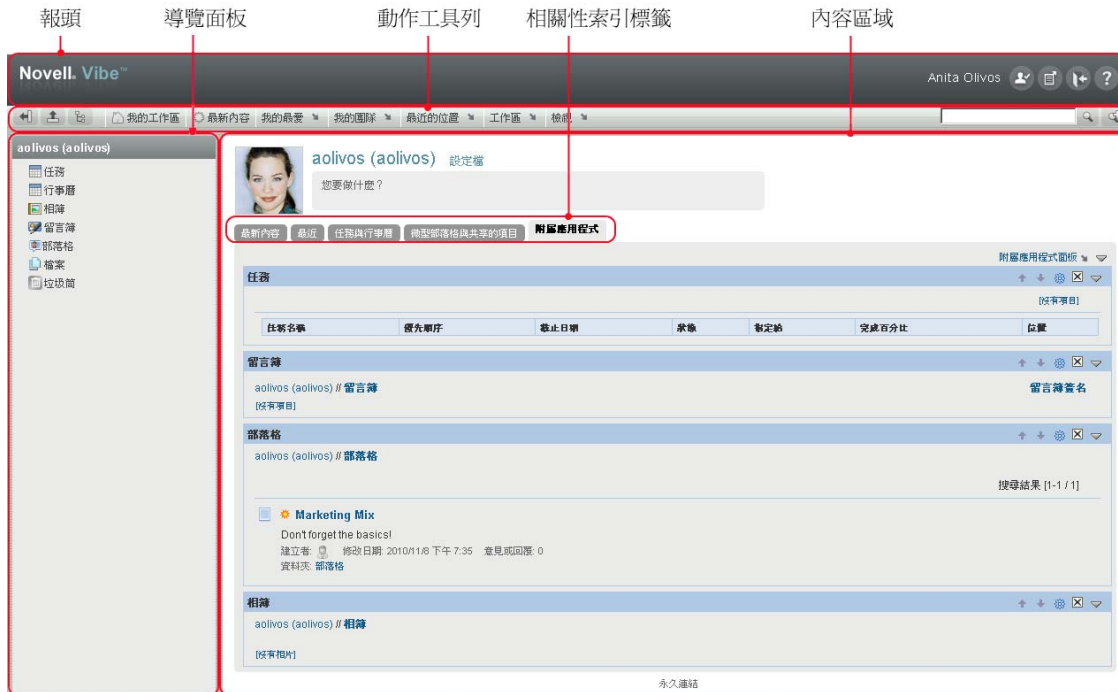 報頭 導覽面板 動作工具列 相關性索引標籤 內容區域
Novell. Vibe™ Anita Olivos
我的工作區 最新內容 我的最愛 我的團隊 最近的位置 工作區 檢視
aolivos (aolivos)
任務
行事曆
相簿
留言簿
部落格
檔案
垃圾筒
aolivos (aolivos) 設定檔
您要做什麼？
最新內容 最近 任務與行事曆 微型部落格與共享的項目 附屬應用程式
附屬應用程式面板
任務
[沒有項目]
任務名稱 優先順序 截止日期 狀態 指定給 完成百分比 位置
留言簿
aolivos (aolivos) // 留言簿 留言簿簽名
[沒有項目]
部落格
aolivos (aolivos) // 部落格
搜尋結果 [1-1 / 1]
Marketing Mix
Don't forget the basics!
建立者: 修改日期: 2010/11/8 下午 7:35 意見或回覆: 0
資料夾: 部落格
相簿
aolivos (aolivos) // 相簿
[沒有相片]
永久連結